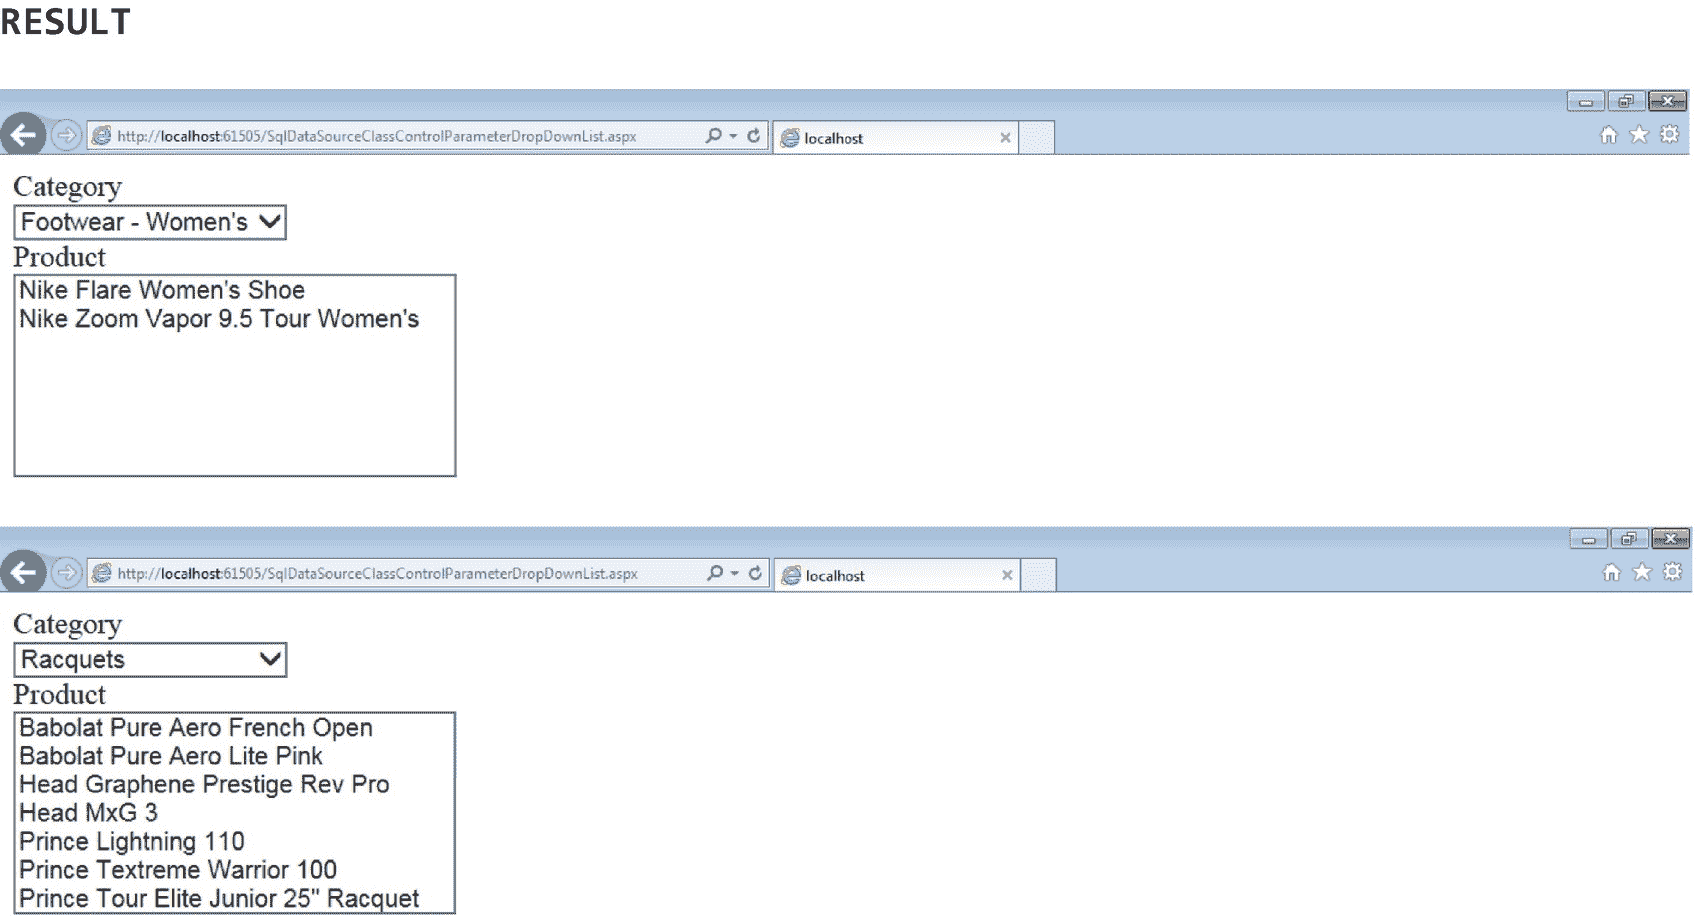 RESULT
http://localhost:61505/SqlDataSourceClassControlParameterDropDownList.aspx
localhost
Category
Footwear - Women's
Product
Nike Flare Women's Shoe
Nike Zoom Vapor 9.5 Tour Women's
http://localhost:61505/SqlDataSourceClassControlParameterDropDownList.aspx
localhost
Category
Racquets
Product
Babolat Pure Aero French Open
Babolat Pure Aero Lite Pink
Head Graphene Prestige Rev Pro
Head MxG 3
Prince Lightning 110
Prince Textreme Warrior 100
Prince Tour Elite Junior 25" Racquet